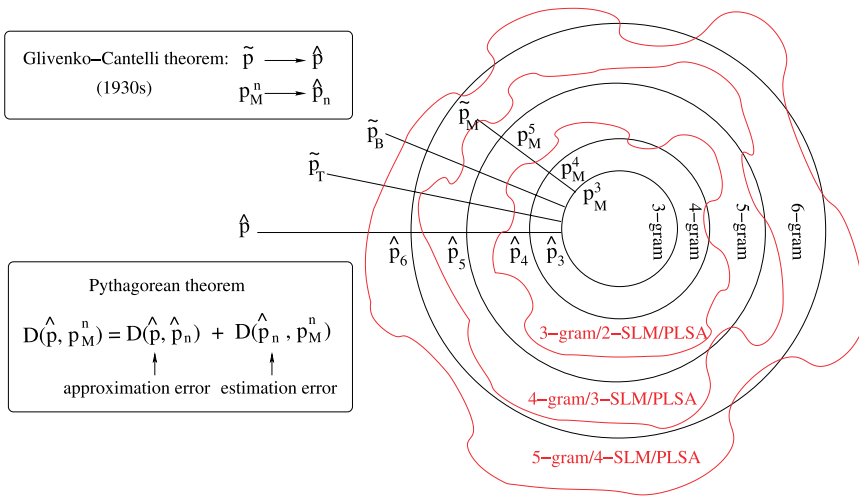 Glivenko−Cantelli theorem: p̃ → p̂
(1930s) p_M^n → p̂_n
p̃_M
p̃_B
p̃_T
p̂
p_M^5
p_M^4
p_M^3
p̂_6 p̂_5 p̂_4 p̂_3
3−gram 4−gram 5−gram 6−gram
Pythagorean theorem
D(p̂, p_M^n) = D(p̂, p̂_n) + D(p̂_n, p_M^n)
approximation error estimation error
3−gram/2−SLM/PLSA
4−gram/3−SLM/PLSA
5−gram/4−SLM/PLSA